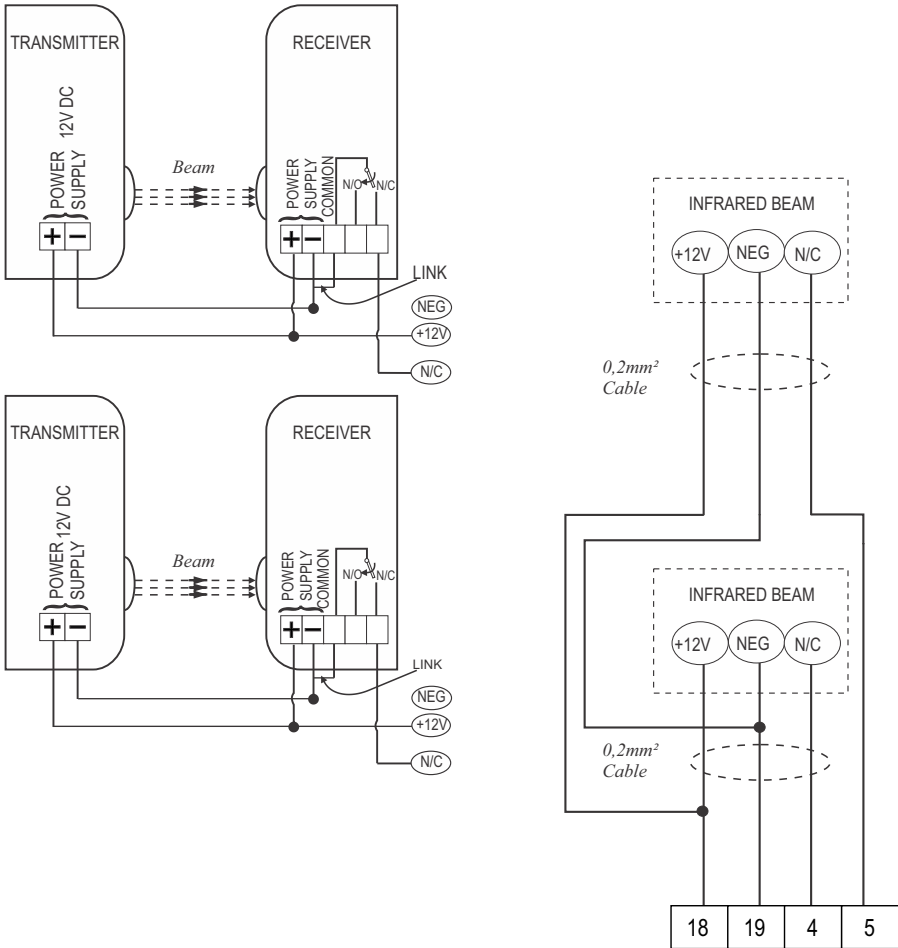 TRANSMITTER
POWER SUPPLY 12V DC
+ −
Beam
RECEIVER
POWER SUPPLY
COMMON
N/O
N/C
+ −
LINK
NEG
+12V
N/C
TRANSMITTER
POWER SUPPLY 12V DC
+ −
Beam
RECEIVER
POWER SUPPLY
COMMON
N/O
N/C
+ −
LINK
NEG
+12V
N/C
INFRARED BEAM
+12V NEG N/C
0,2mm²
Cable
INFRARED BEAM
+12V NEG N/C
0,2mm²
Cable
18 19 4 5